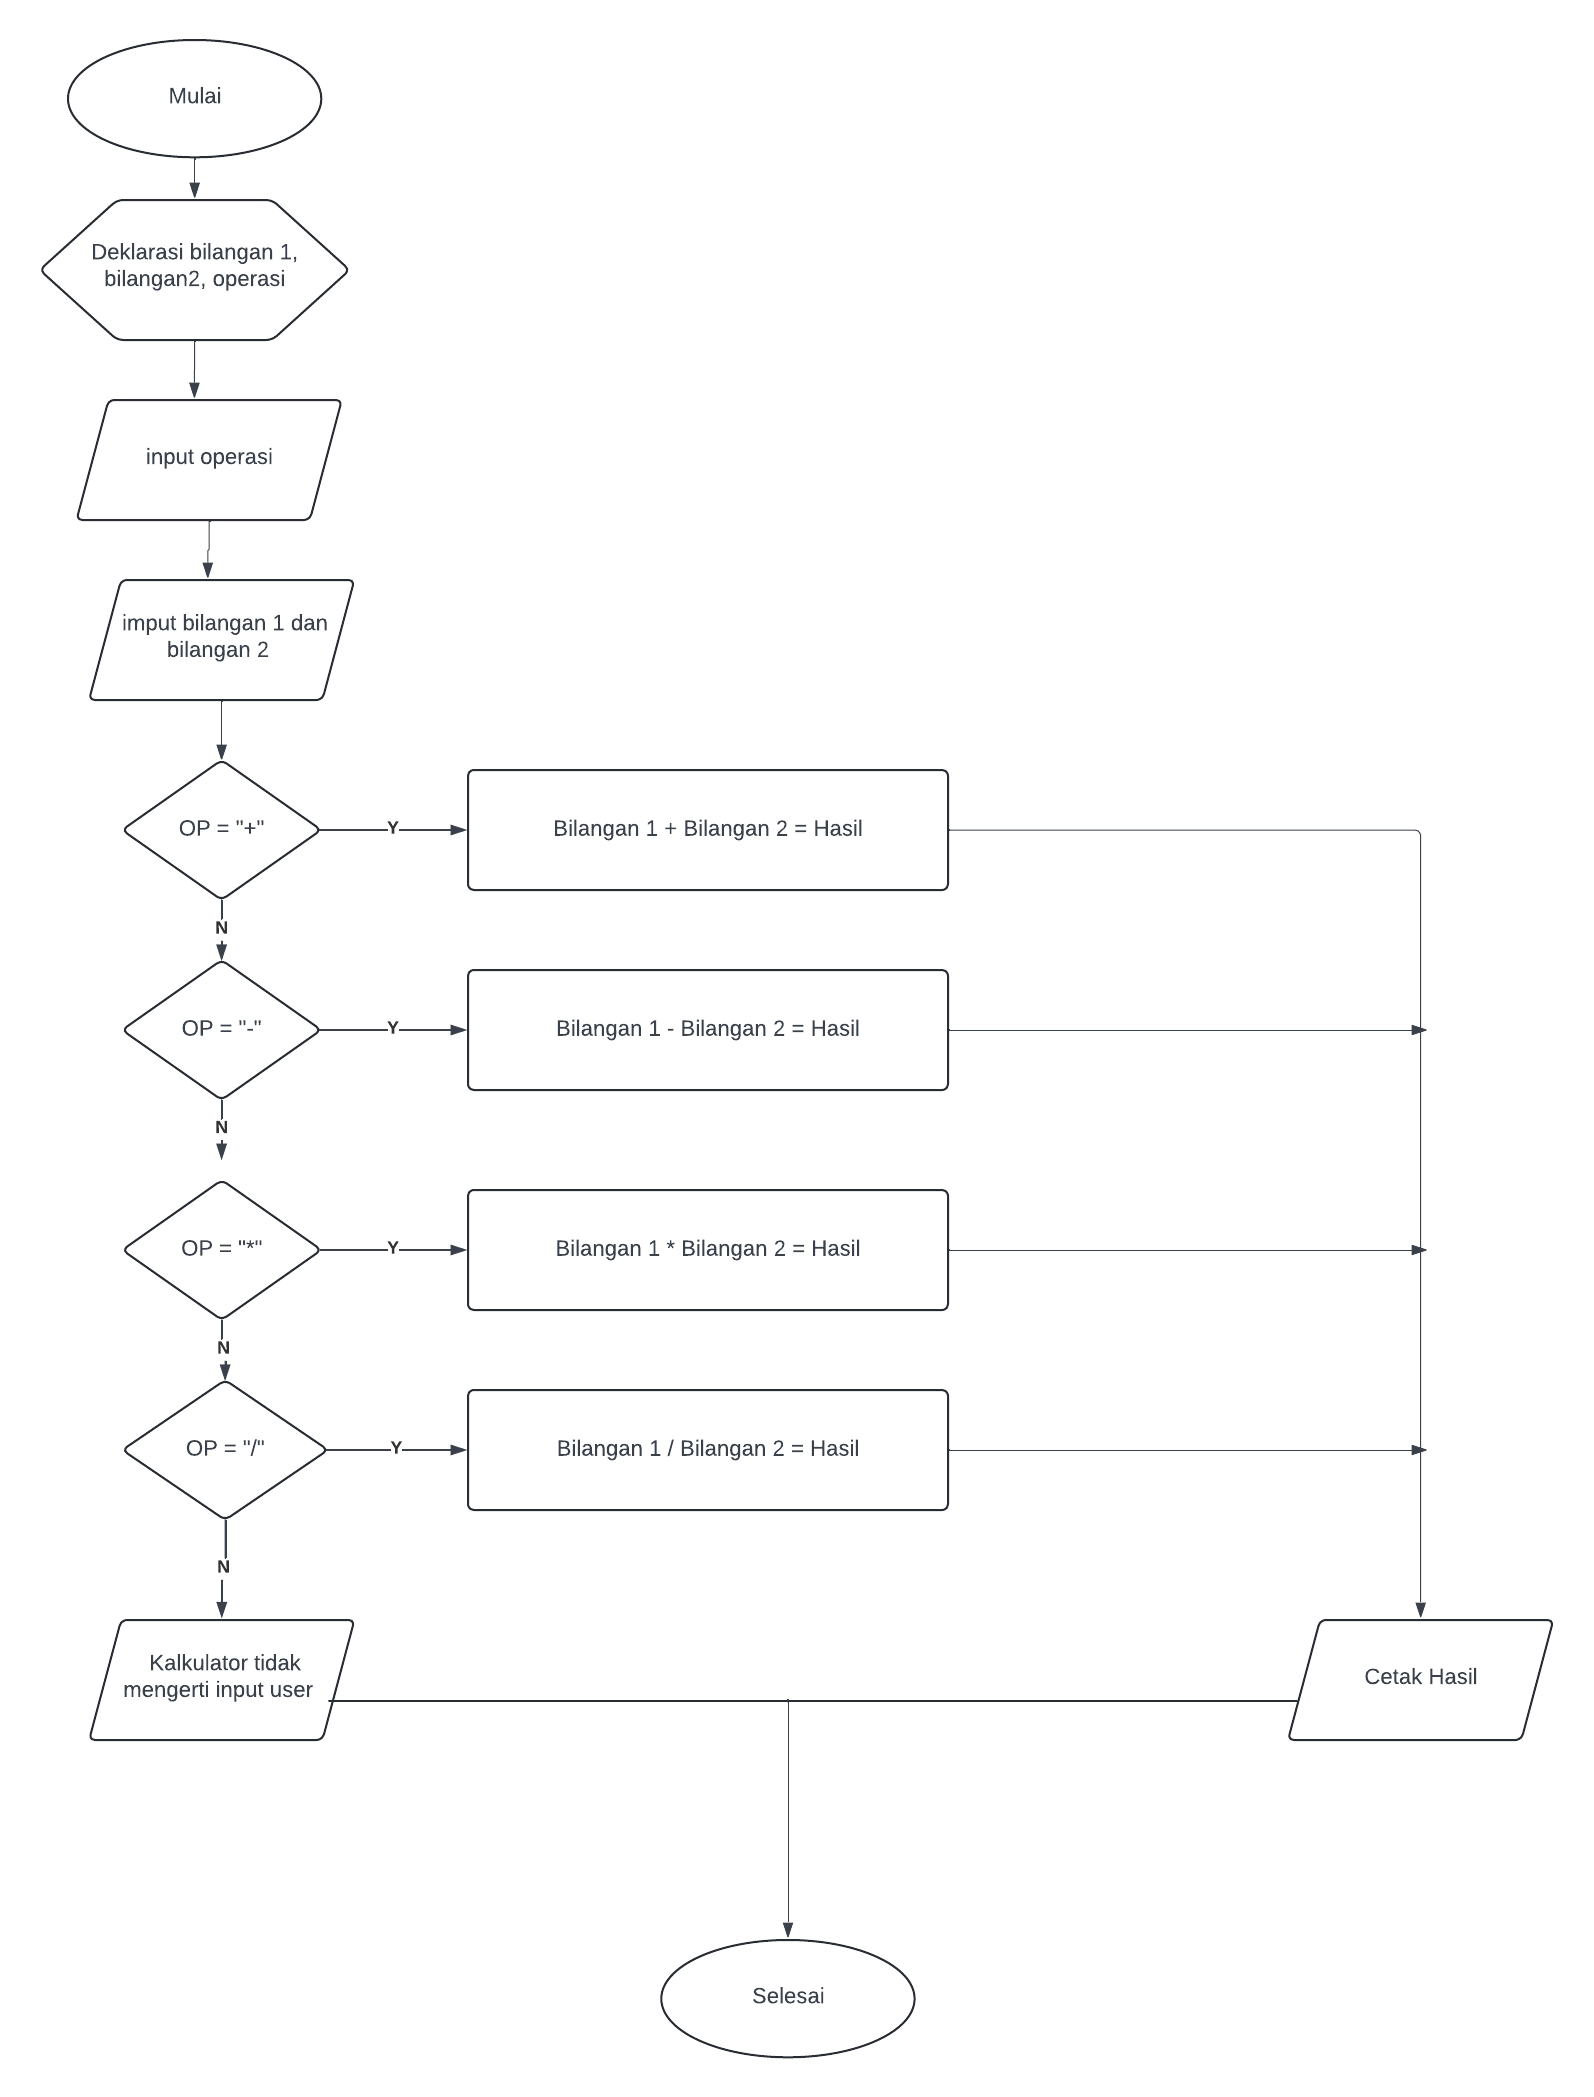 Mulai
Deklarasi bilangan 1,
bilangan2, operasi
input operasi
imput bilangan 1 dan
bilangan 2
OP = "+"
Y
Bilangan 1 + Bilangan 2 = Hasil
N
OP = "-"
Y
Bilangan 1 - Bilangan 2 = Hasil
N
OP = "*"
Y
Bilangan 1 * Bilangan 2 = Hasil
N
OP = "/"
Y
Bilangan 1 / Bilangan 2 = Hasil
N
Kalkulator tidak
mengerti input user
Cetak Hasil
Selesai